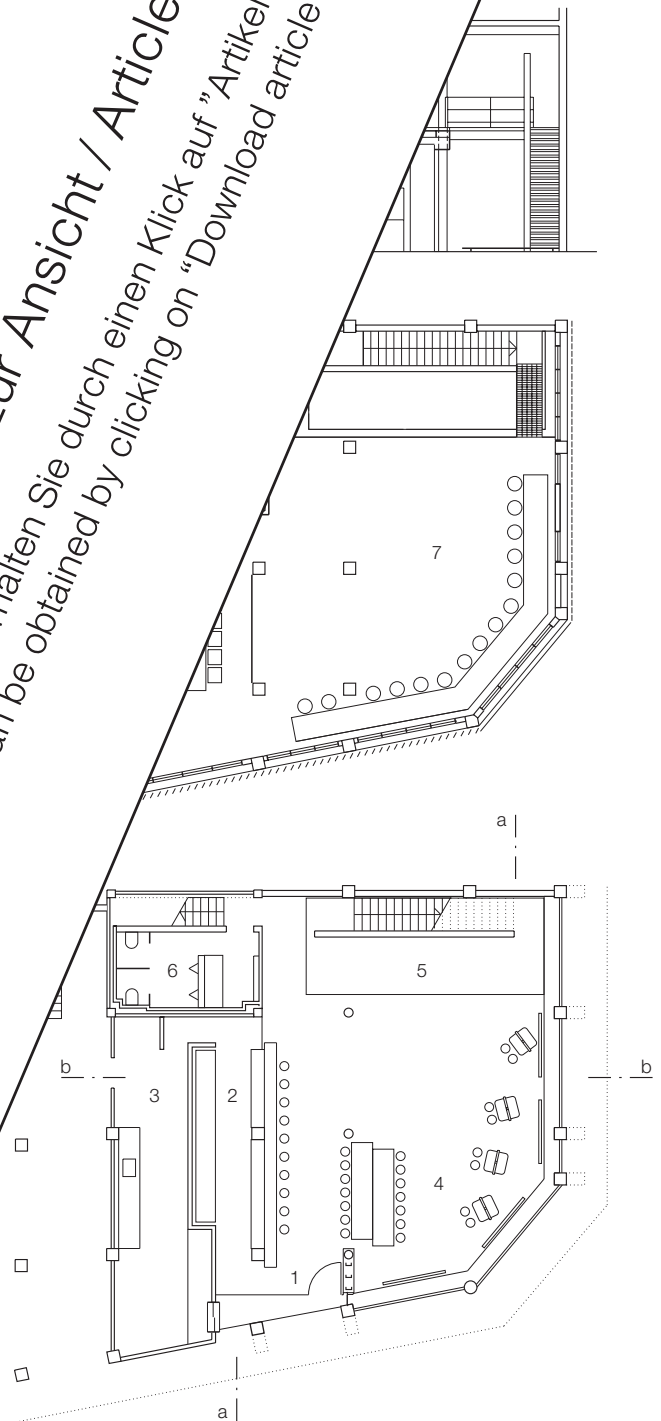 zur Ansicht / Article
erhalten Sie durch einen Klick auf ”Artikel
can be obtained by clicking on “Download article
7
a
6
5
b
3
2
b
4
1
a